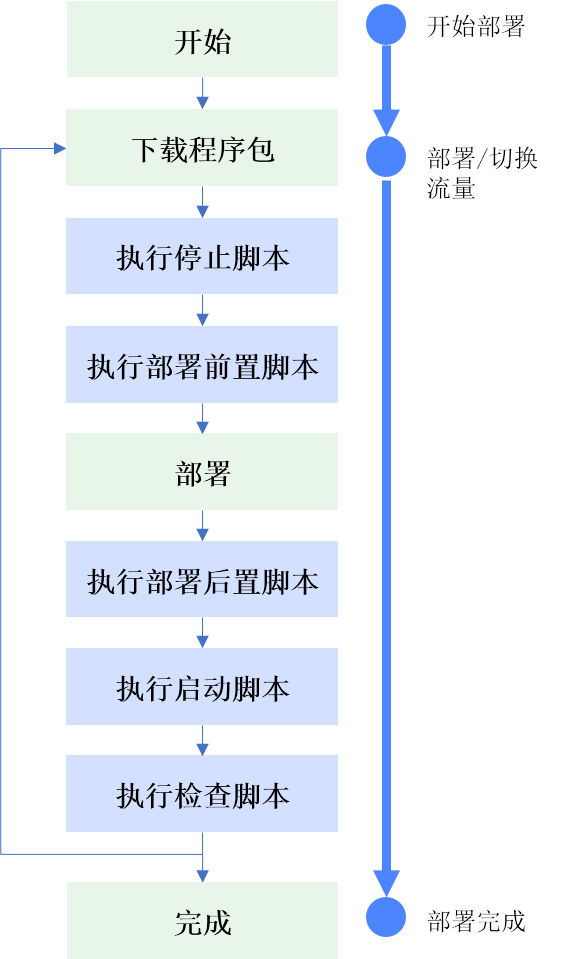 开始
下载程序包
执行停止脚本
执行部署前置脚本
部署
执行部署后置脚本
执行启动脚本
执行检查脚本
完成
开始部署
部署/切换
流量
部署完成